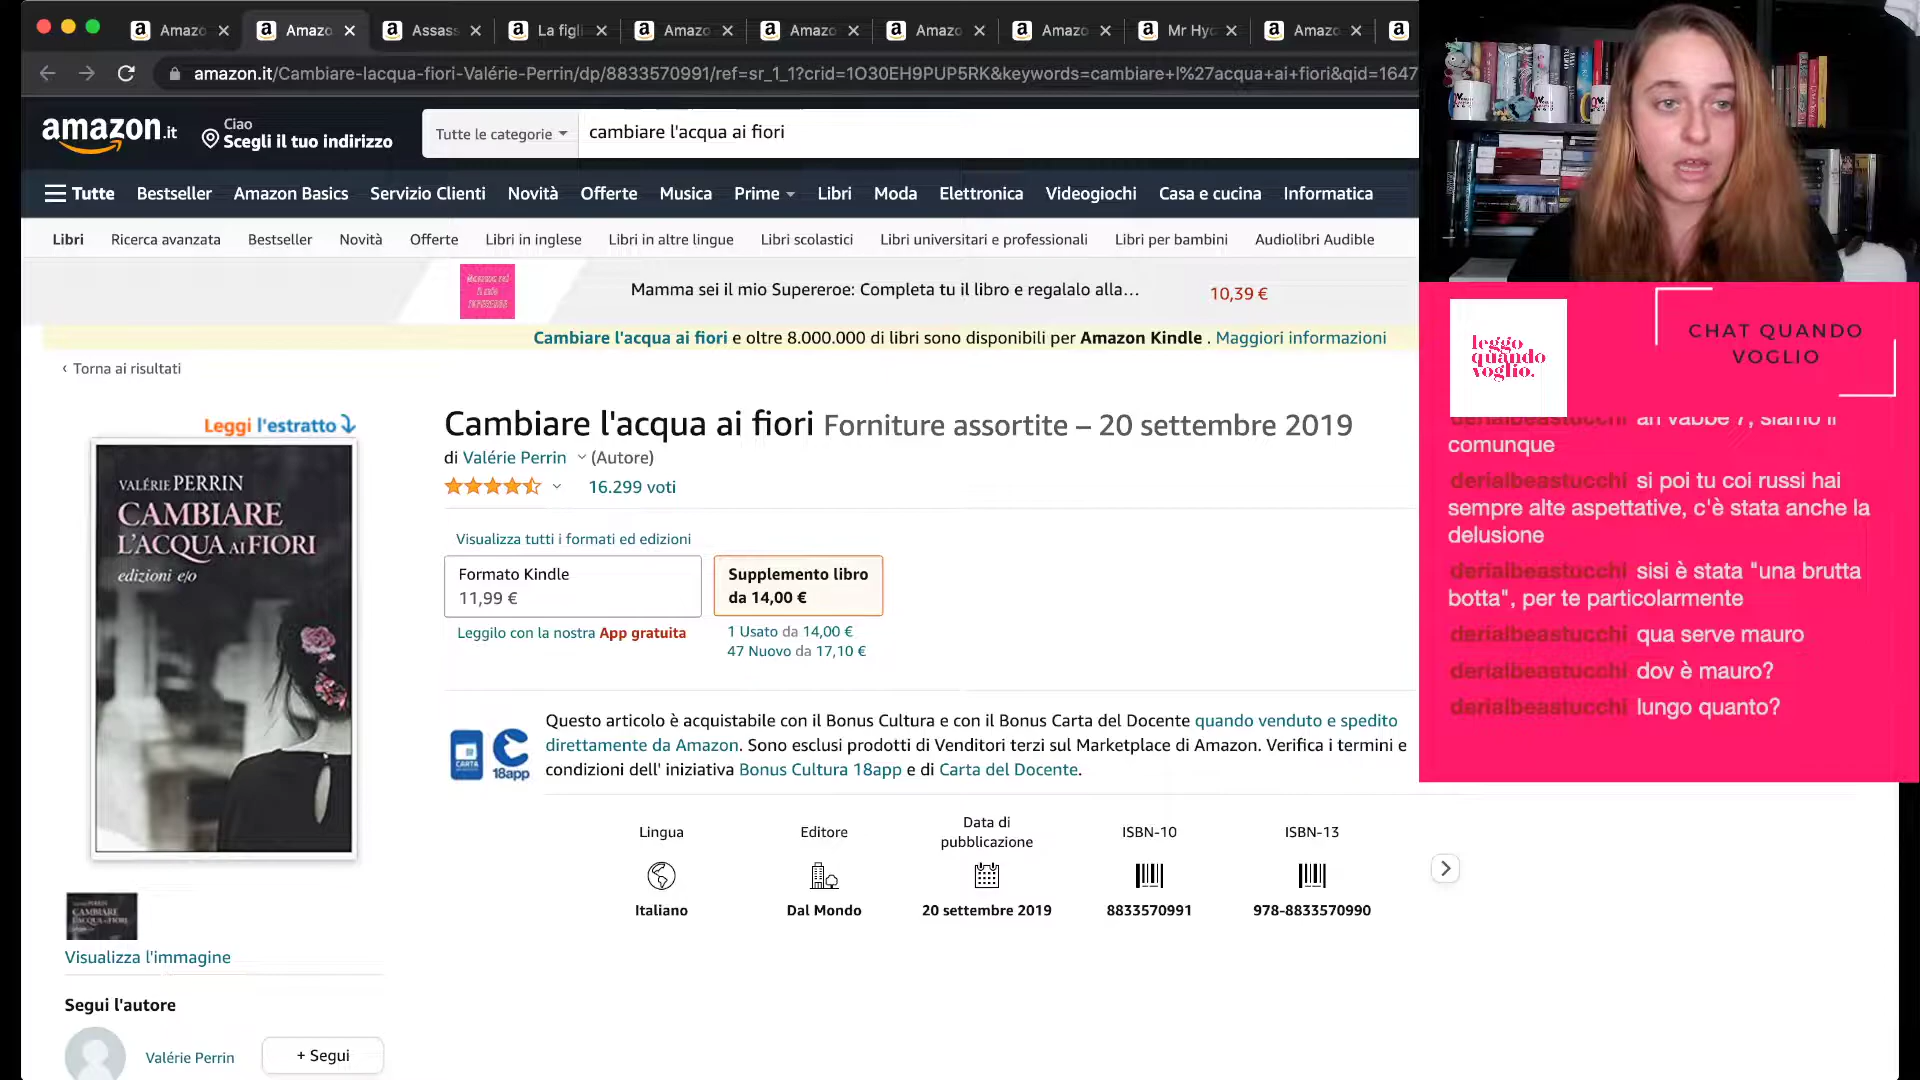 Amazo
Amazo
Assass
La figli
Amazo
Amazo
Amazo
Amazo
Mr Hyd
Amazo
amazon.it/Cambiare-lacqua-fiori-Valérie-Perrin/dp/8833570991/ref=sr_1_1?crid=1O30EH9PUP5RK&keywords=cambiare+l%27acqua+ai+fiori&qid=1647
amazon.it
Ciao
Scegli il tuo indirizzo
Tutte le categorie
cambiare l'acqua ai fiori
Tutte Bestseller Amazon Basics Servizio Clienti Novità Offerte Musica Prime Libri Moda Elettronica Videogiochi Casa e cucina Informatica
Libri Ricerca avanzata Bestseller Novità Offerte Libri in inglese Libri in altre lingue Libri scolastici Libri universitari e professionali Libri per bambini Audiolibri Audible
Mamma sei il mio Supereroe: Completa tu il libro e regalalo alla…
10,39 €
Cambiare l'acqua ai fiori e oltre 8.000.000 di libri sono disponibili per Amazon Kindle . Maggiori informazioni
‹ Torna ai risultati
Leggi l'estratto
VALÉRIE PERRIN
CAMBIARE
L'ACQUA AI FIORI
edizioni e/o
Visualizza l'immagine
Segui l'autore
Valérie Perrin
+ Segui
Cambiare l'acqua ai fiori Forniture assortite – 20 settembre 2019
di Valérie Perrin (Autore)
16.299 voti
Visualizza tutti i formati ed edizioni
Formato Kindle
11,99 €
Leggilo con la nostra App gratuita
Supplemento libro
da 14,00 €
1 Usato da 14,00 €
47 Nuovo da 17,10 €
CARTA
18app
Questo articolo è acquistabile con il Bonus Cultura e con il Bonus Carta del Docente quando venduto e spedito
direttamente da Amazon. Sono esclusi prodotti di Venditori terzi sul Marketplace di Amazon. Verifica i termini e
condizioni dell' iniziativa Bonus Cultura 18app e di Carta del Docente.
Lingua
Italiano
Editore
Dal Mondo
Data di
pubblicazione
20 settembre 2019
ISBN-10
8833570991
ISBN-13
978-8833570990
leggo
quando
voglio.
CHAT QUANDO
VOGLIO
derialbeastucchi ah vabbè 7, siamo lì
comunque
derialbeastucchi si poi tu coi russi hai
sempre alte aspettative, c'è stata anche la
delusione
derialbeastucchi sisi è stata "una brutta
botta", per te particolarmente
derialbeastucchi qua serve mauro
derialbeastucchi dov è mauro?
derialbeastucchi lungo quanto?